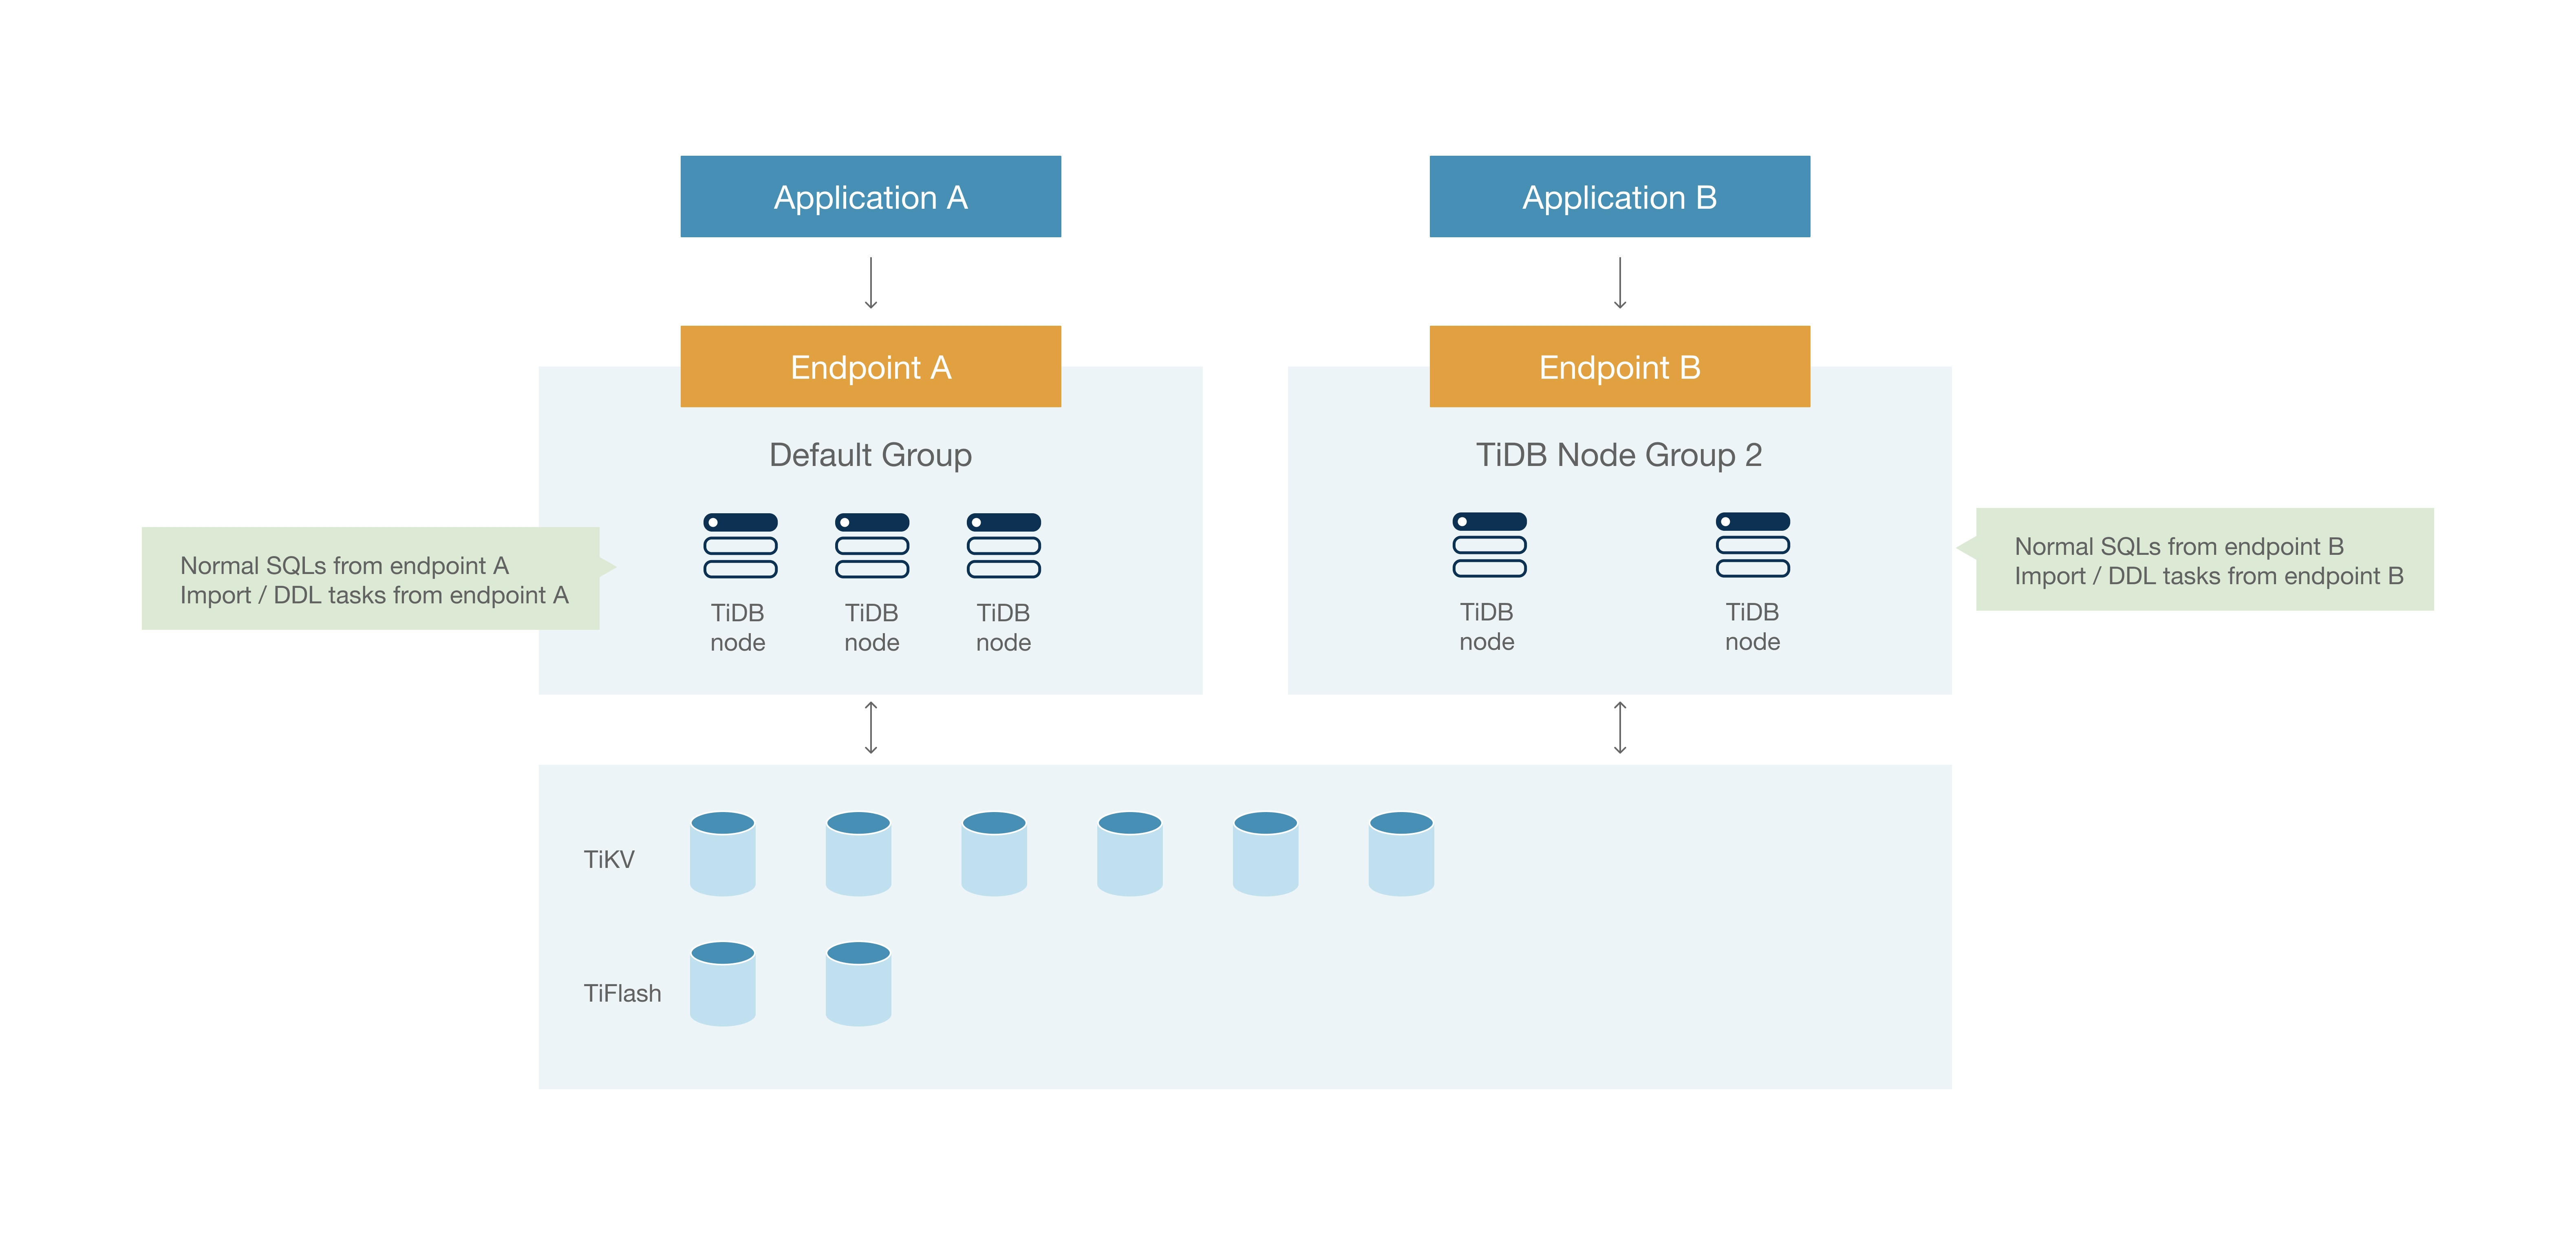 Application A
Application B
Endpoint A
Endpoint B
Default Group
TiDB Node Group 2
Normal SQLs from endpoint A
Import / DDL tasks from endpoint A
TiDB
node
TiDB
node
TiDB
node
TiDB
node
TiDB
node
Normal SQLs from endpoint B
Import / DDL tasks from endpoint B
TiKV
TiFlash